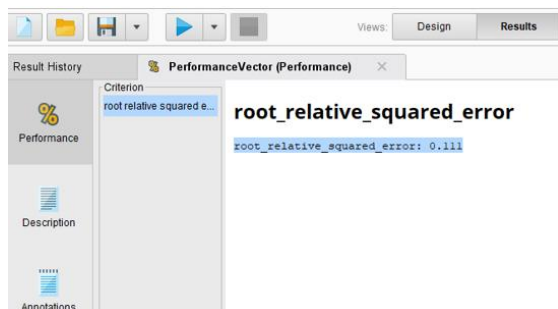 Views: Design Results
Result History
PerformanceVector (Performance)
Criterion
root relative squared e...
Performance
Description
Annotations
root_relative_squared_error
root_relative_squared_error: 0.111